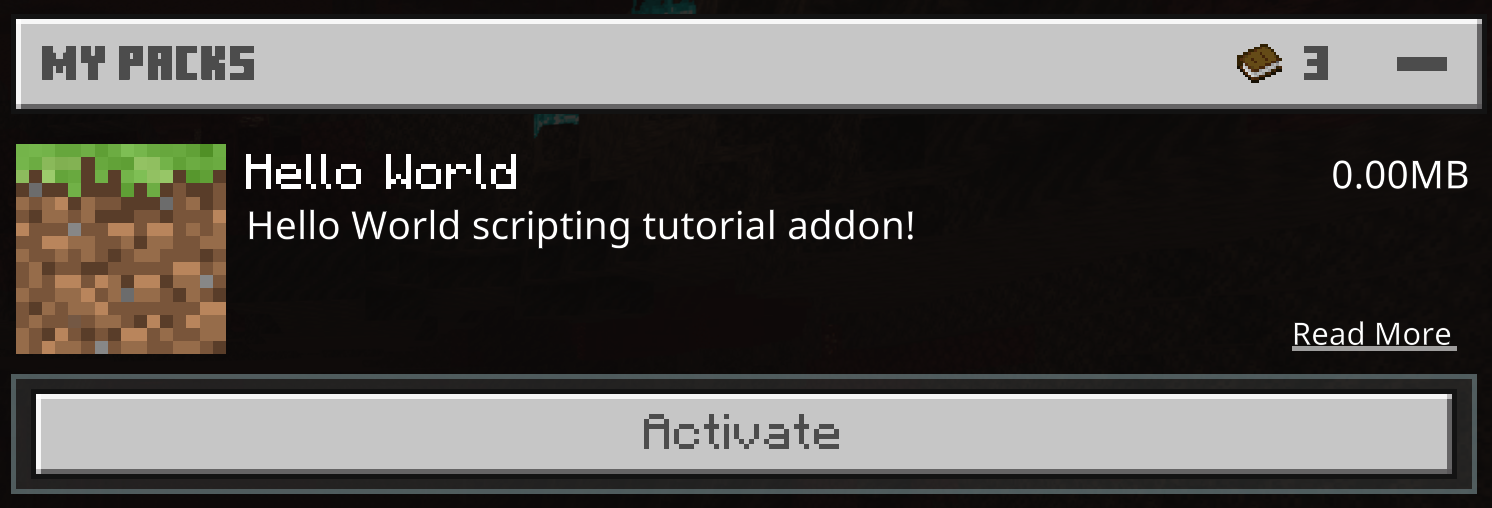 MY PACKS 3
Hello World 0.00MB
Hello World scripting tutorial addon!
Read More
Activate